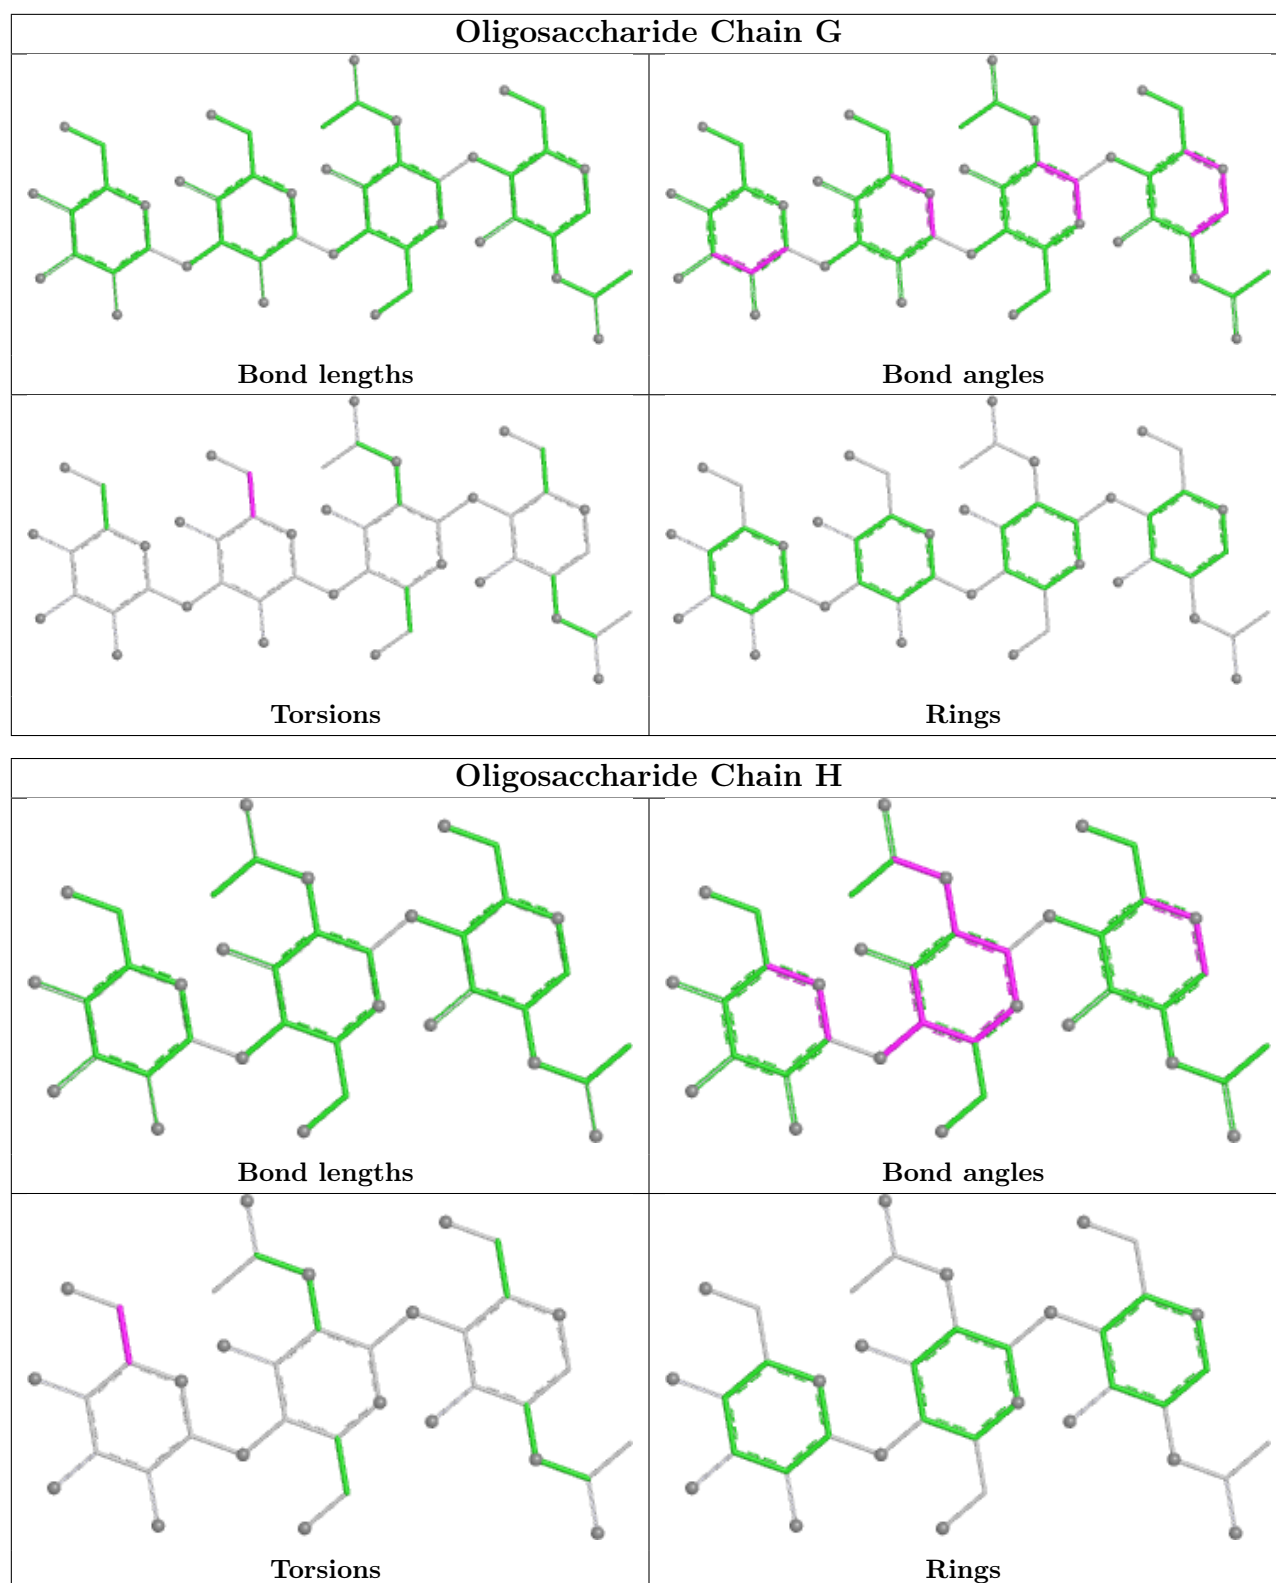 Oligosaccharide Chain G
Bond lengths
Bond angles
Torsions
Rings
Oligosaccharide Chain H
Bond lengths
Bond angles
Torsions
Rings